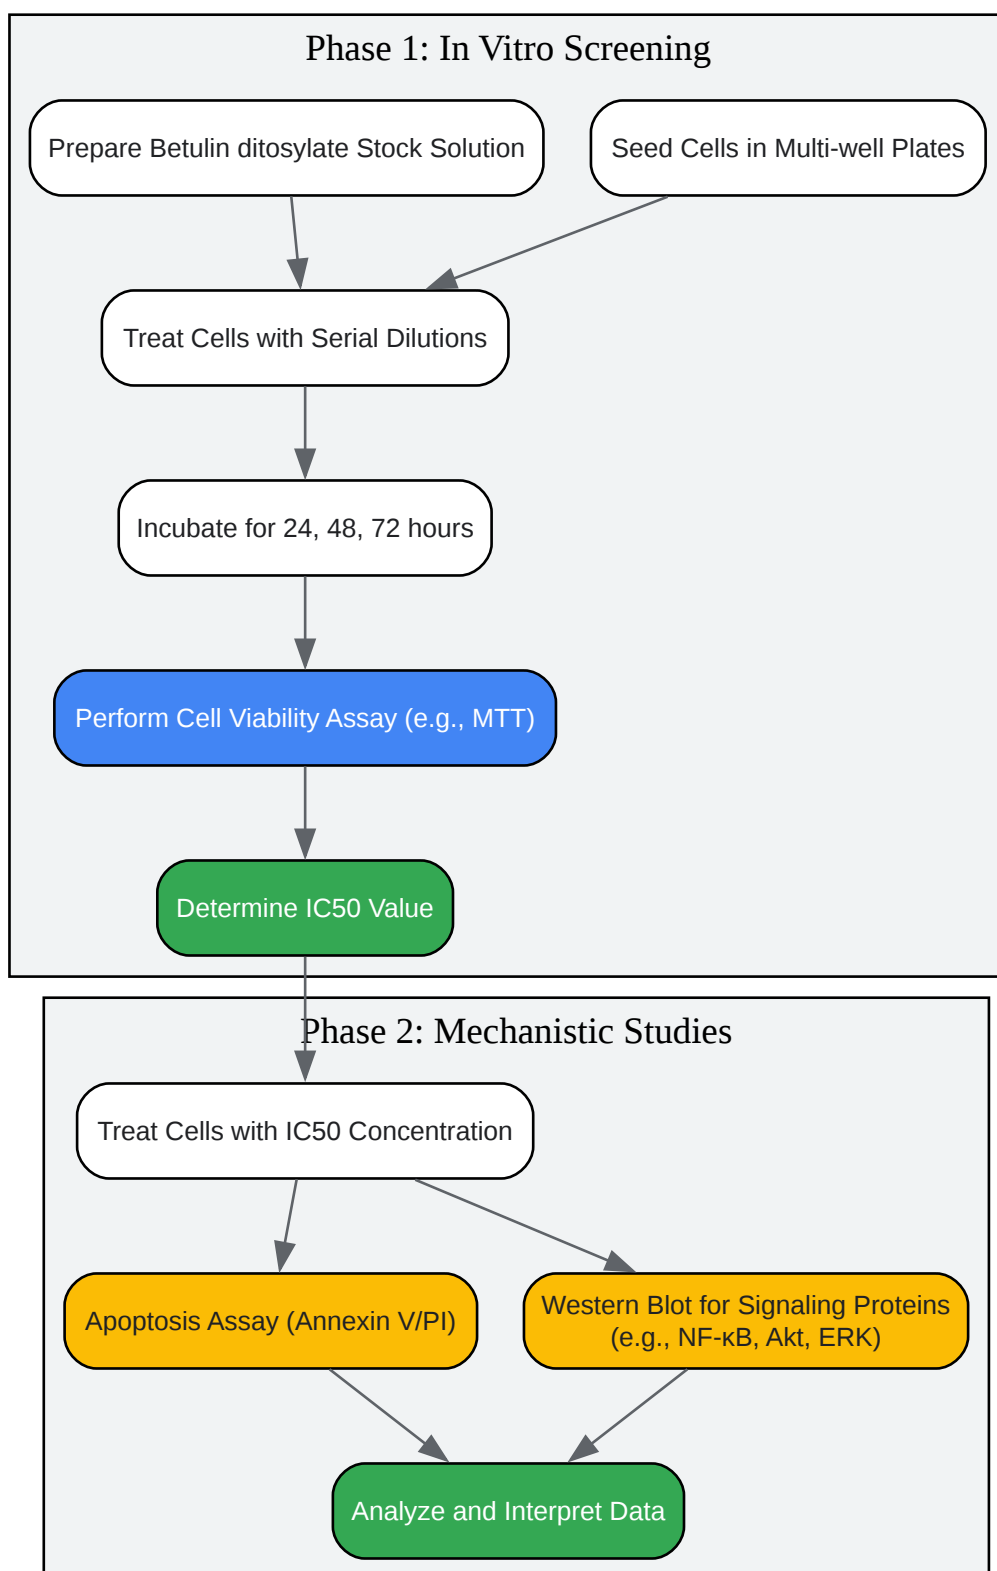 Phase 1: In Vitro Screening
Prepare Betulin ditosylate Stock Solution
Seed Cells in Multi-well Plates
Treat Cells with Serial Dilutions
Incubate for 24, 48, 72 hours
Perform Cell Viability Assay (e.g., MTT)
Determine IC50 Value
Phase 2: Mechanistic Studies
Treat Cells with IC50 Concentration
Apoptosis Assay (Annexin V/PI)
Western Blot for Signaling Proteins
(e.g., NF-κB, Akt, ERK)
Analyze and Interpret Data